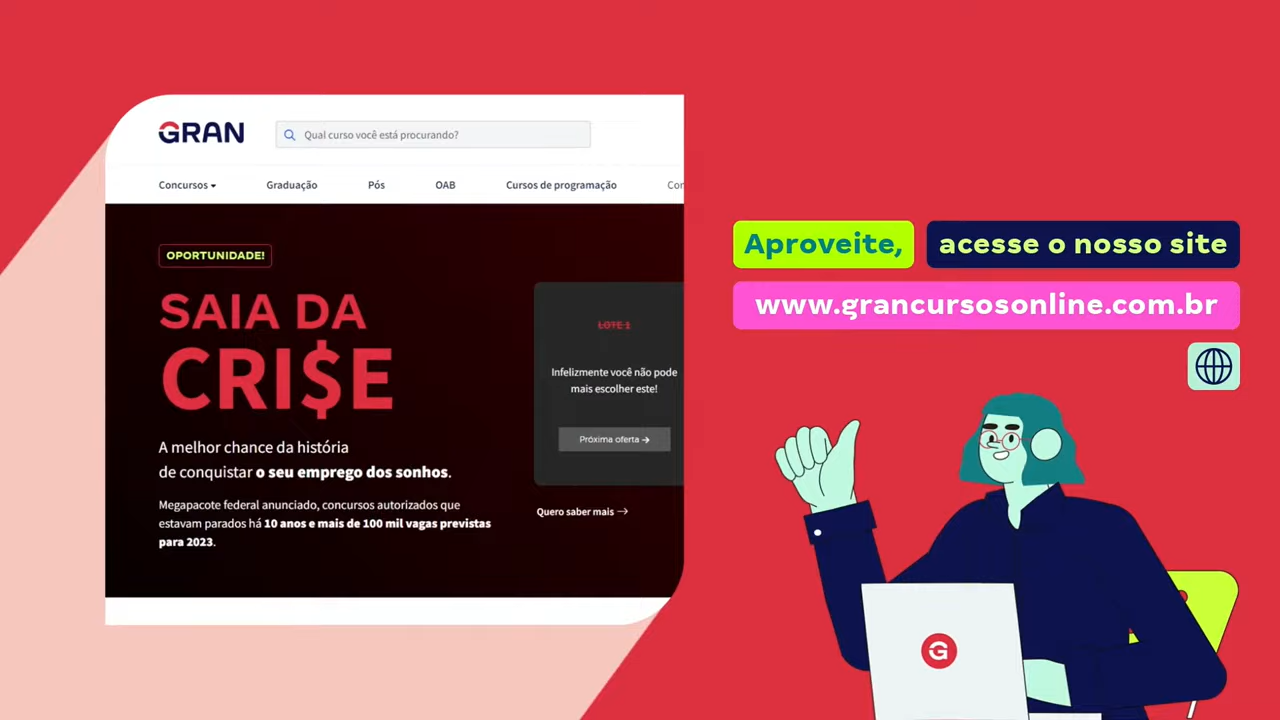 GRAN
Qual curso você está procurando?
Concursos
Graduação
Pós
OAB
Cursos de programação
Con
OPORTUNIDADE!
SAIA DA
CRI$E
A melhor chance da história
de conquistar o seu emprego dos sonhos.
Megapacote federal anunciado, concursos autorizados que
estavam parados há 10 anos e mais de 100 mil vagas previstas
para 2023.
LOTE 1
Infelizmente você não pode
mais escolher este!
Próxima oferta →
Quero saber mais →
Aproveite, acesse o nosso site
www.grancursosonline.com.br
G